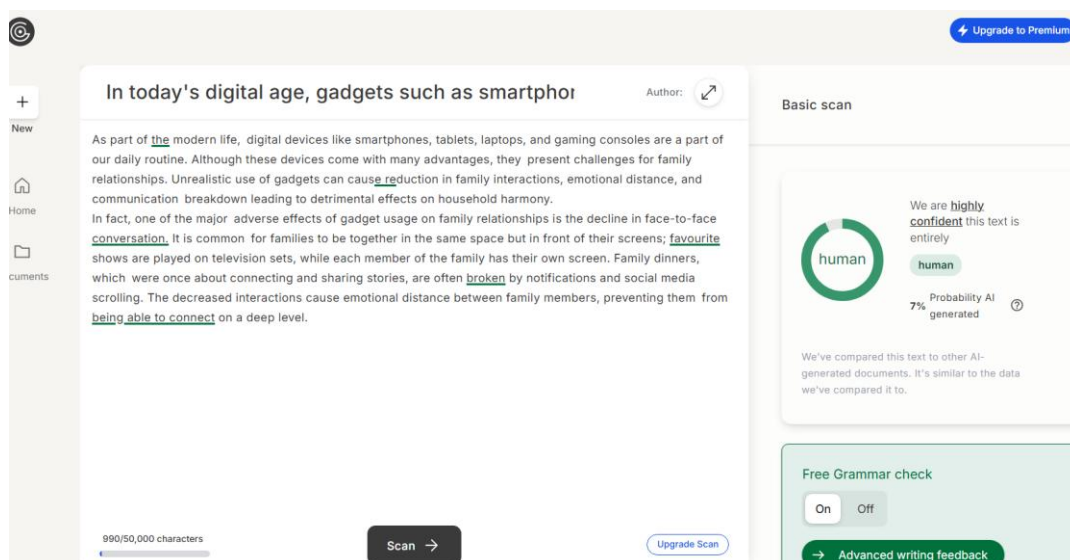 Upgrade to Premium
In today's digital age, gadgets such as smartphor
Author:
Basic scan
New
As part of the modern life, digital devices like smartphones, tablets, laptops, and gaming consoles are a part of
our daily routine. Although these devices come with many advantages, they present challenges for family
relationships. Unrealistic use of gadgets can cause reduction in family interactions, emotional distance, and
communication breakdown leading to detrimental effects on household harmony.
In fact, one of the major adverse effects of gadget usage on family relationships is the decline in face-to-face
conversation. It is common for families to be together in the same space but in front of their screens; favourite
shows are played on television sets, while each member of the family has their own screen. Family dinners,
which were once about connecting and sharing stories, are often broken by notifications and social media
scrolling. The decreased interactions cause emotional distance between family members, preventing them from
being able to connect on a deep level.
Home
cuments
human
We are highly
confident this text is
entirely
human
7% Probability AI
generated
We've compared this text to other AI-
generated documents. It's similar to the data
we've compared it to.
Free Grammar check
On Off
Advanced writing feedback
990/50,000 characters
Scan
Upgrade Scan